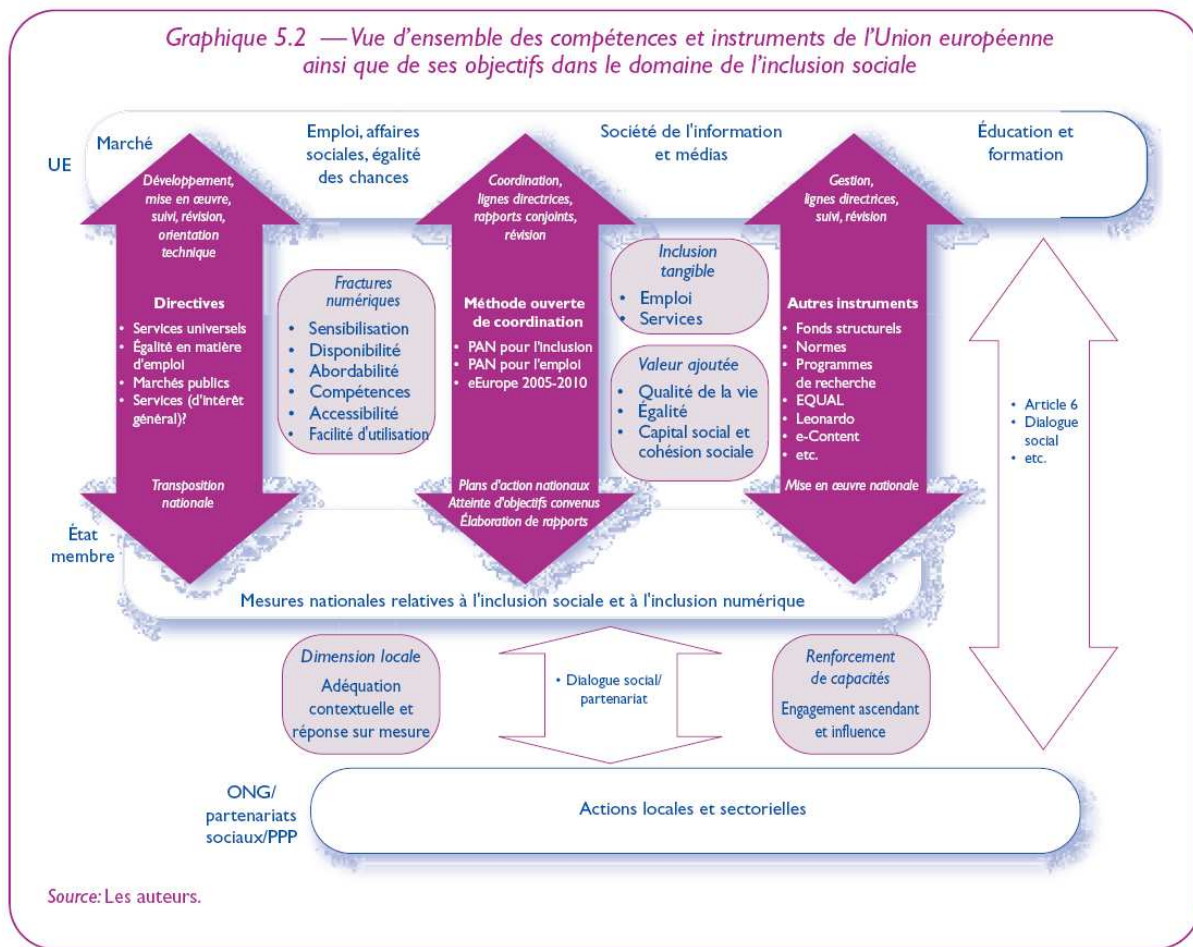 Graphique 5.2 — Vue d'ensemble des compétences et instruments de l'Union européenne
ainsi que de ses objectifs dans le domaine de l'inclusion sociale
UE
Marché
Emploi, affaires
sociales, égalité
des chances
Société de l'information
et médias
Éducation et
formation
Développement,
mise en œuvre,
suivi, révision,
orientation
technique
Directives
• Services universels
• Égalité en matière
d'emploi
• Marchés publics
• Services (d'intérêt
général)?
Transposition
nationale
Fractures
numériques
• Sensibilisation
• Disponibilité
• Abordabilité
• Compétences
• Accessibilité
• Facilité d'utilisation
Coordination,
lignes directrices,
rapports conjoints,
révision
Méthode ouverte
de coordination
• PAN pour l'inclusion
• PAN pour l'emploi
• eEurope 2005-2010
Plans d'action nationaux
Atteinte d'objectifs convenus
Élaboration de rapports
Inclusion
tangible
• Emploi
• Services
Valeur ajoutée
• Qualité de la vie
• Égalité
• Capital social et
cohésion sociale
Gestion,
lignes directrices,
suivi, révision
Autres instruments
• Fonds structurels
• Normes
• Programmes
de recherche
• EQUAL
• Leonardo
• e-Content
• etc.
Mise en œuvre nationale
• Article 6
• Dialogue
social
• etc.
État
membre
Mesures nationales relatives à l'inclusion sociale et à l'inclusion numérique
Dimension locale
Adéquation
contextuelle et
réponse sur mesure
• Dialogue social/
partenariat
Renforcement
de capacités
Engagement ascendant
et influence
ONG/
partenariats
sociaux/PPP
Actions locales et sectorielles
Source: Les auteurs.